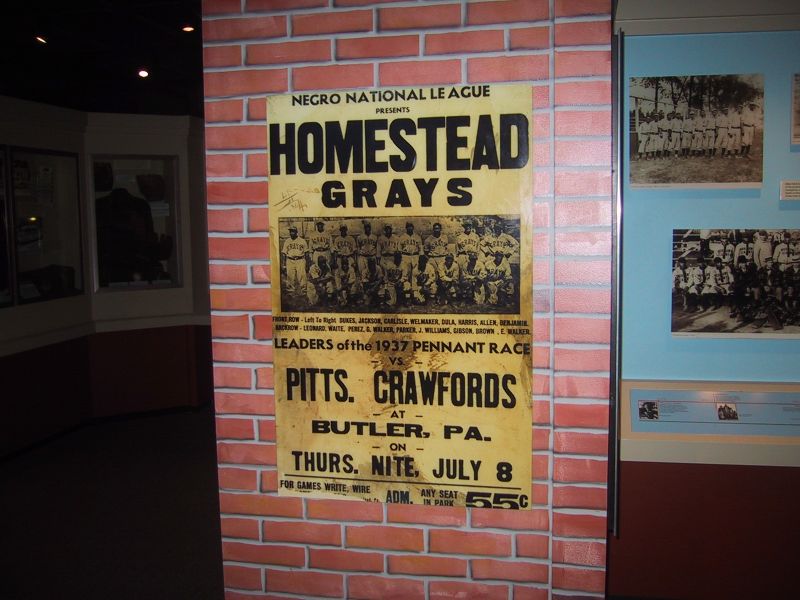 NEGRO NATIONAL LEAGUE
PRESENTS
HOMESTEAD
GRAYS
FRONT ROW - Left To Right DUKES, JACKSON, CARLISLE, WELMAKER, DULA, HARRIS, ALLEN, BENJAMIN.
BACKROW - LEONARD, WAITE, PEREZ, G. WALKER, PARKER, J. WILLIAMS, GIBSON, BROWN, E. WALKER.
LEADERS of the 1937 PENNANT RACE
- VS. -
PITTS. CRAWFORDS
- AT -
BUTLER, PA.
- ON -
THURS. NITE, JULY 8
FOR GAMES WRITE, WIRE
ADM. ANY SEAT IN PARK 55c